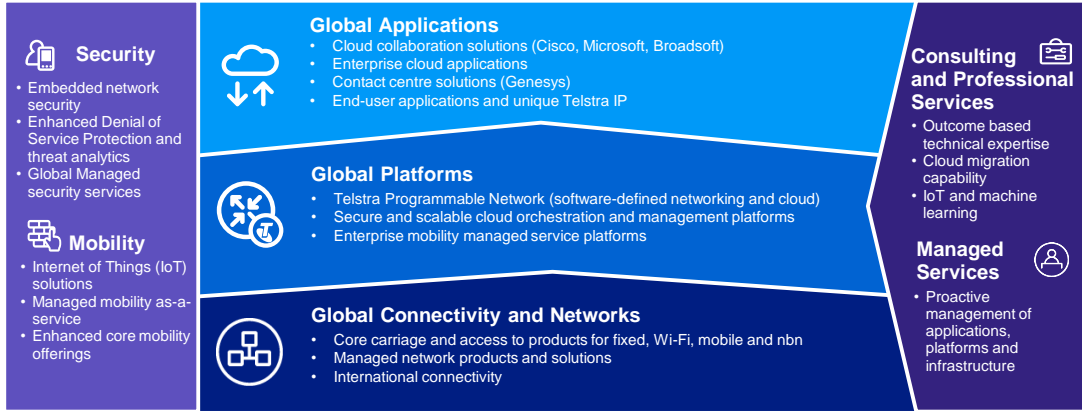 Security
• Embedded network
security
• Enhanced Denial of
Service Protection and
threat analytics
• Global Managed
security services
Mobility
• Internet of Things (IoT)
solutions
• Managed mobility as-a-
service
• Enhanced core mobility
offerings
Global Applications
• Cloud collaboration solutions (Cisco, Microsoft, Broadsoft)
• Enterprise cloud applications
• Contact centre solutions (Genesys)
• End-user applications and unique Telstra IP
Global Platforms
• Telstra Programmable Network (software-defined networking and cloud)
• Secure and scalable cloud orchestration and management platforms
• Enterprise mobility managed service platforms
Global Connectivity and Networks
• Core carriage and access to products for fixed, Wi-Fi, mobile and nbn
• Managed network products and solutions
• International connectivity
Consulting
and Professional
Services
• Outcome based
technical expertise
• Cloud migration
capability
• IoT and machine
learning
Managed
Services
• Proactive
management of
applications,
platforms and
infrastructure